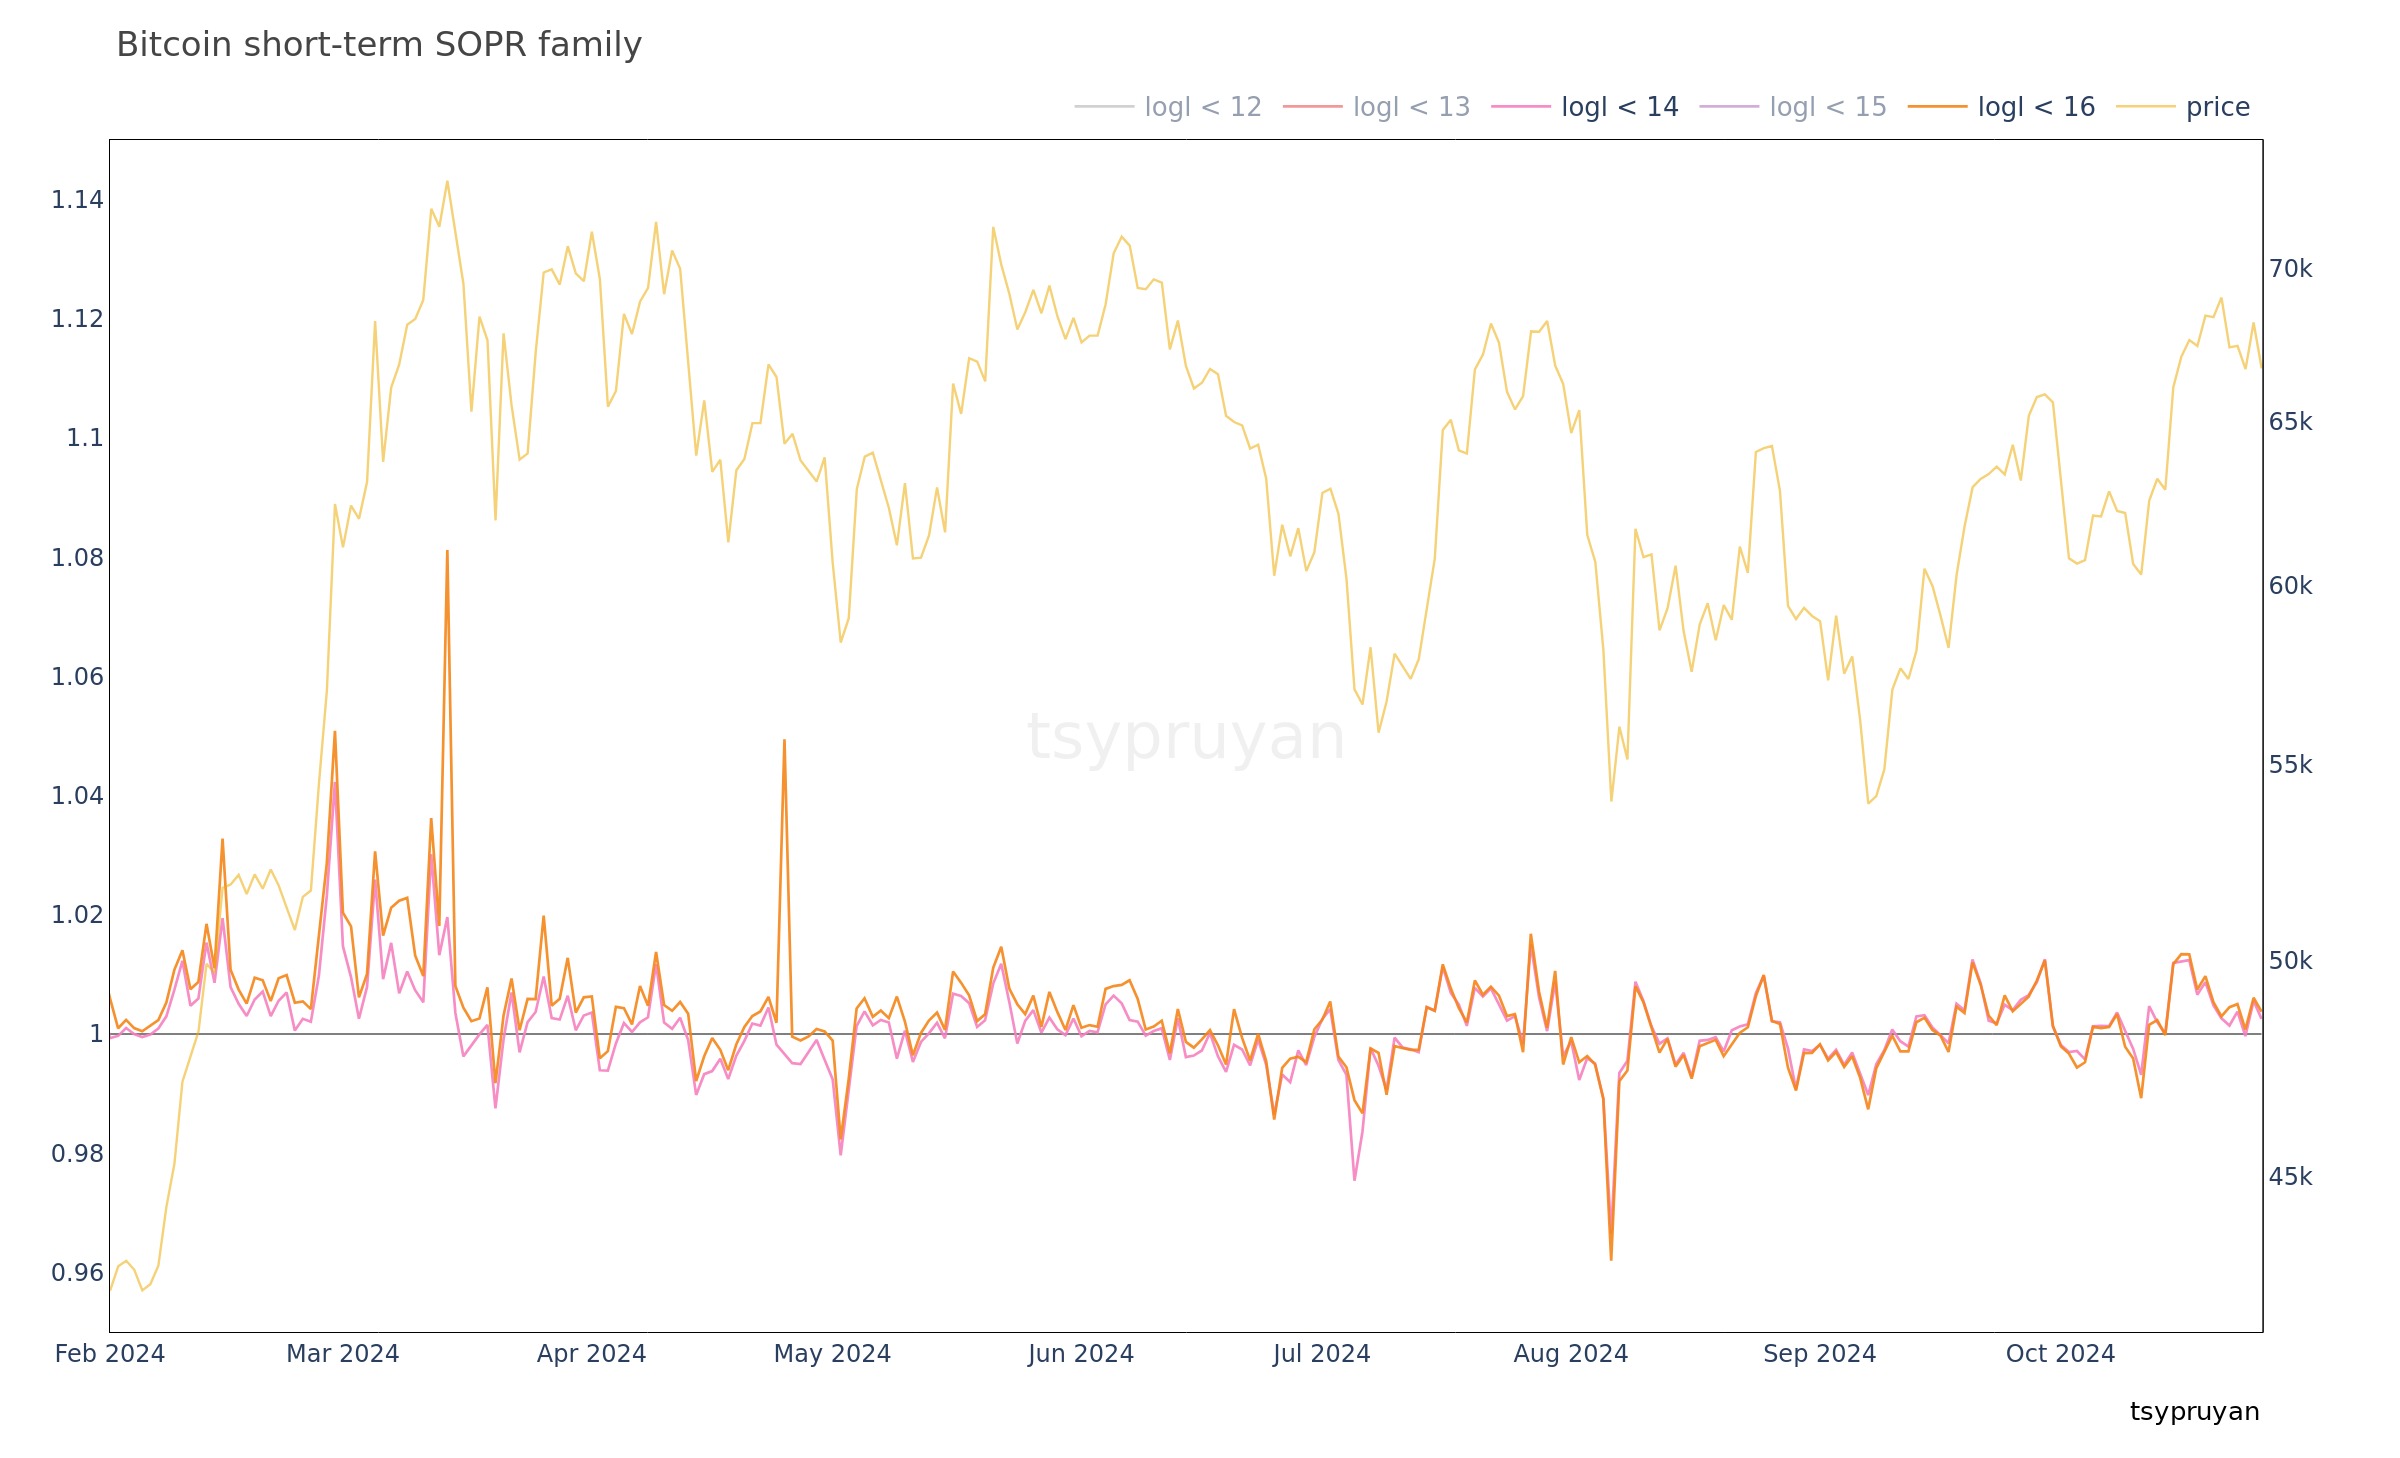 Bitcoin short-term SOPR family
logl < 12 logl < 13 logl < 14 logl < 15 logl < 16 price
1.14
1.12
1.1
1.08
1.06
1.04
1.02
1
0.98
0.96
70k
65k
60k
55k
50k
45k
tsypruyan
Feb 2024 Mar 2024 Apr 2024 May 2024 Jun 2024 Jul 2024 Aug 2024 Sep 2024 Oct 2024
tsypruyan